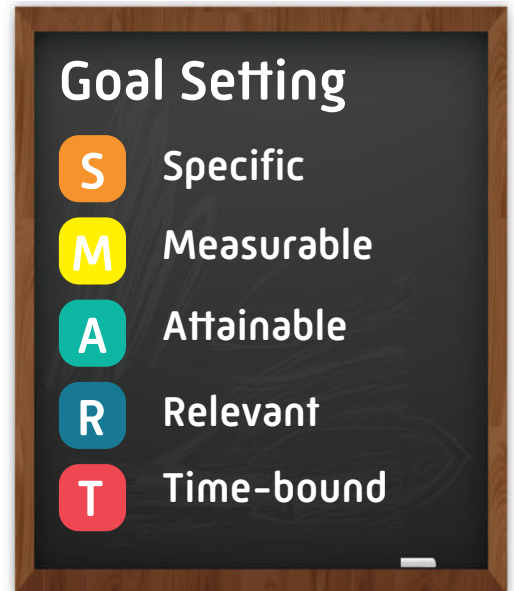 Goal Setting
S Specific
M Measurable
A Attainable
R Relevant
T Time-bound